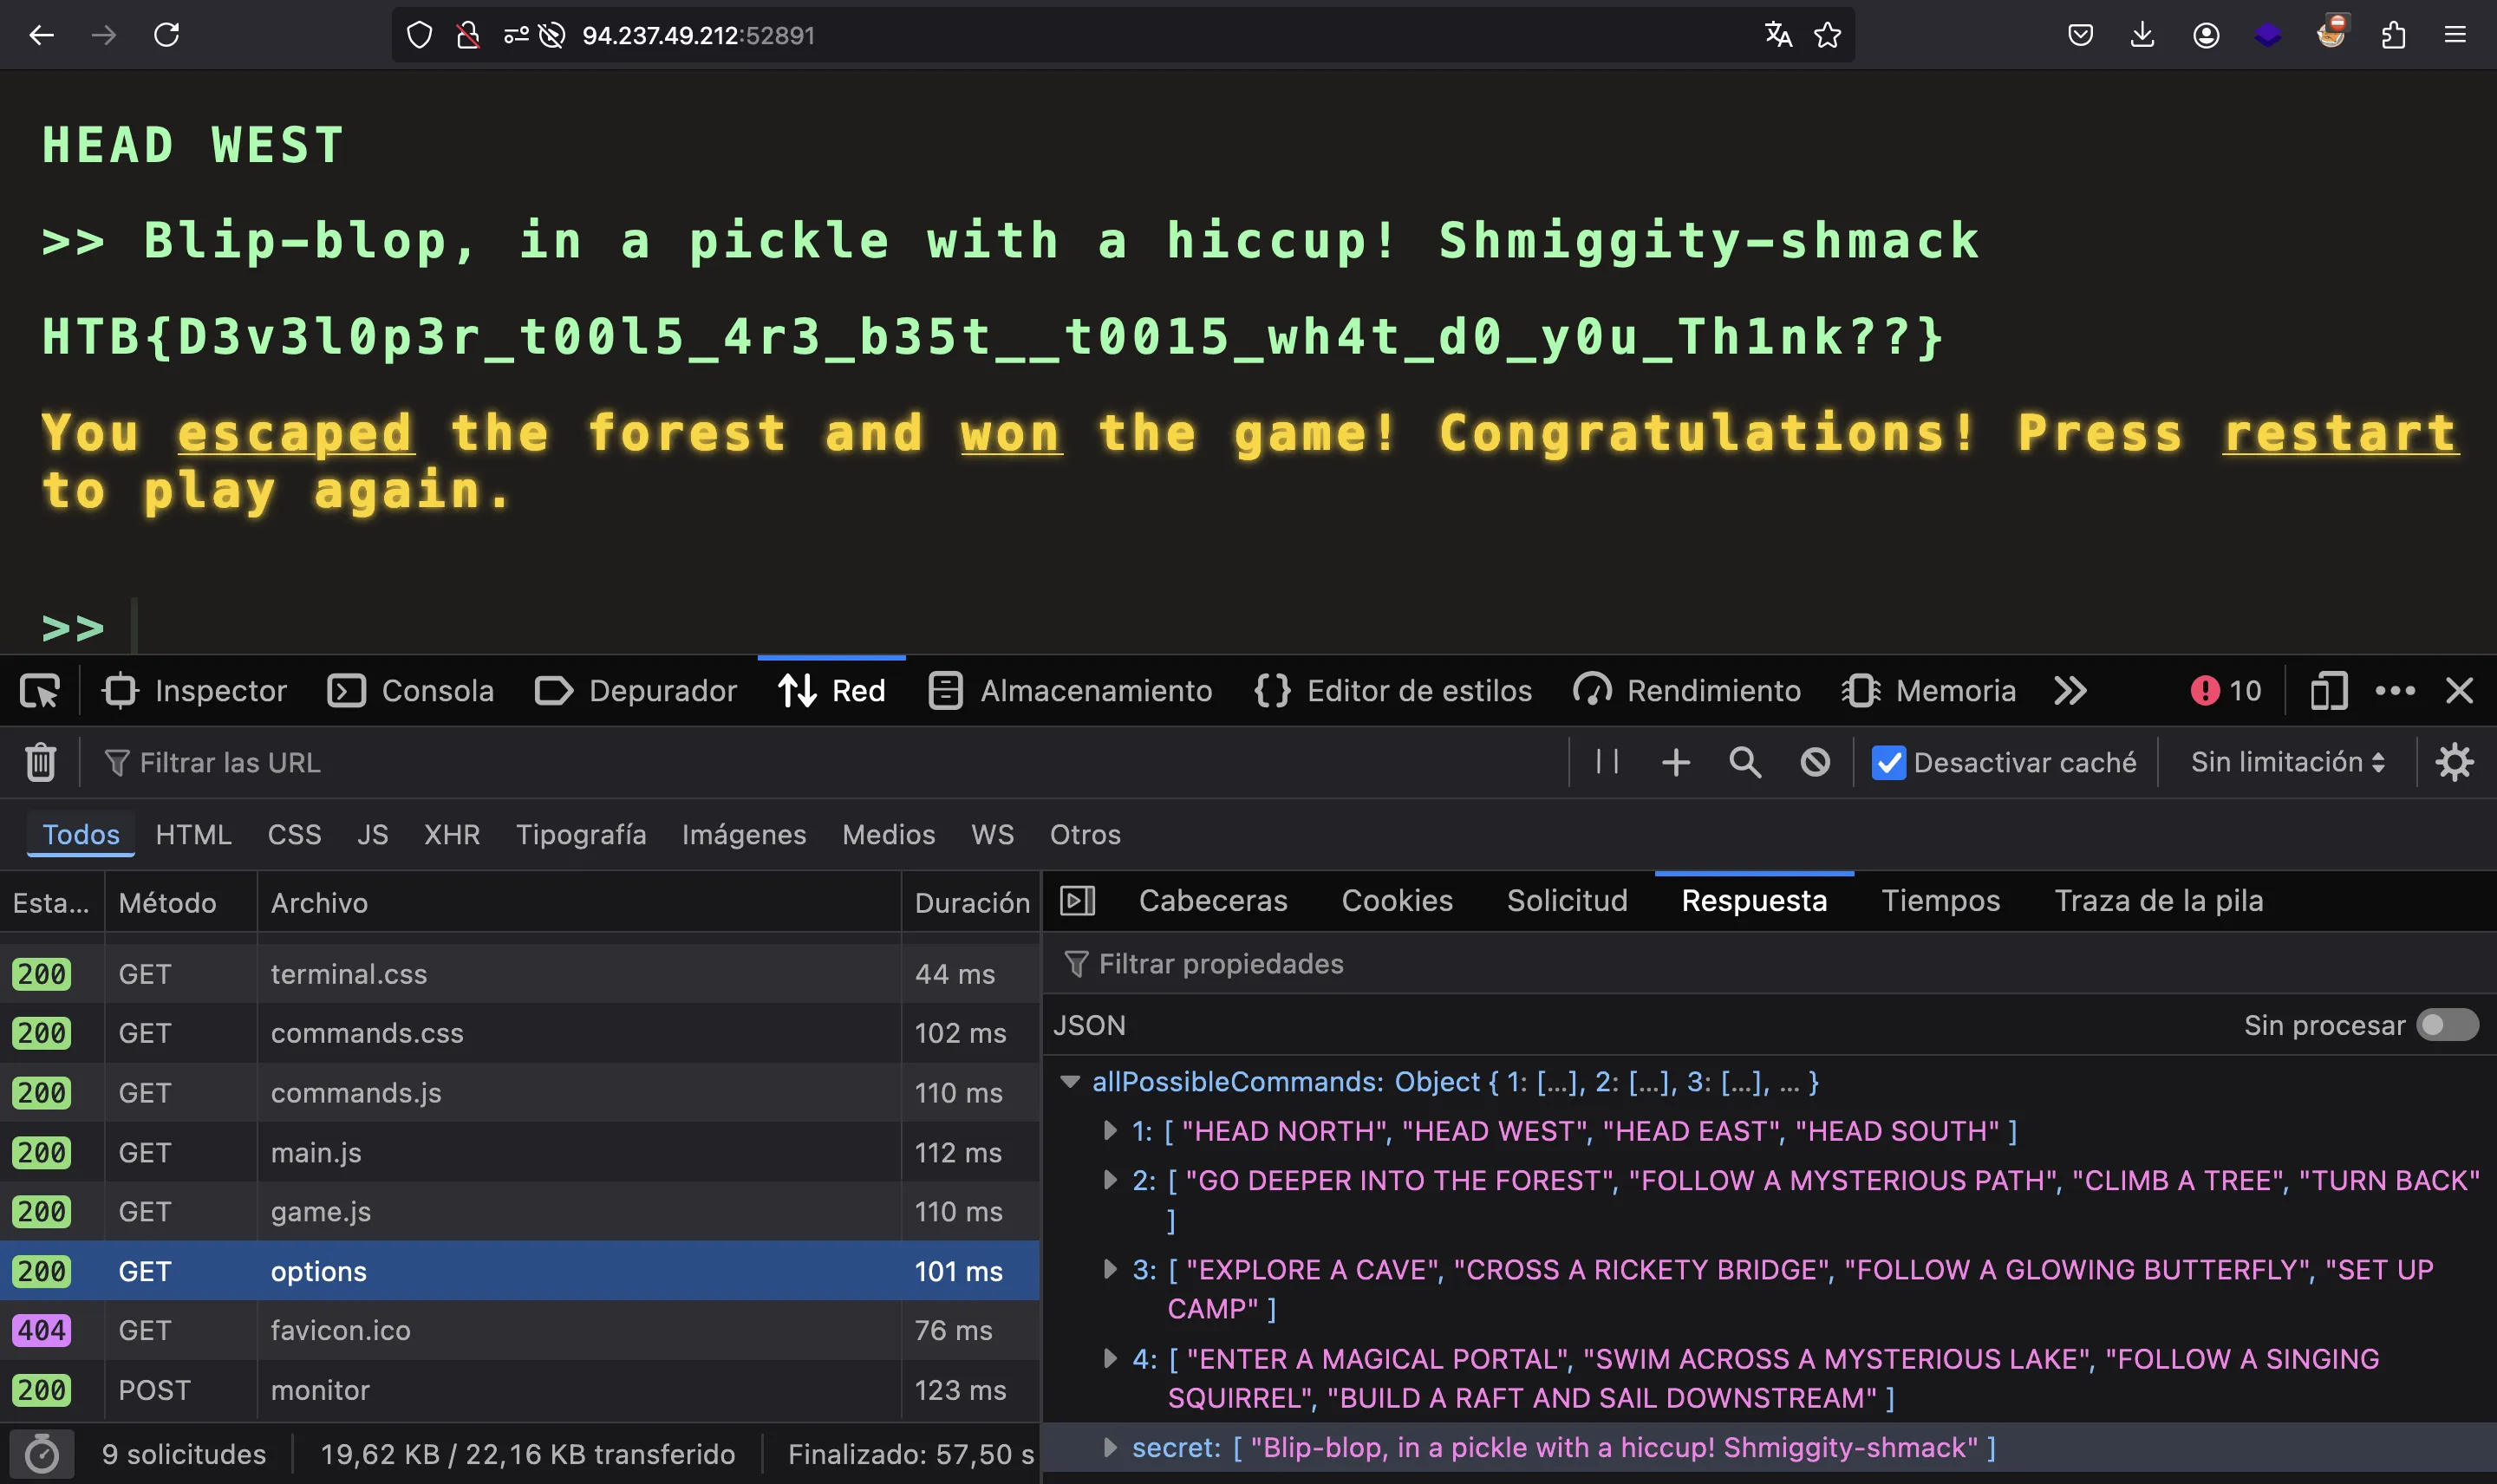 94.237.49.212:52891
HEAD WEST
>> Blip-blop, in a pickle with a hiccup! Shmiggity-shmack
HTB{D3v3l0p3r_t00l5_4r3_b35t__t0015_wh4t_d0_y0u_Th1nk??}
You escaped the forest and won the game! Congratulations! Press restart
to play again.
>>
Inspector Consola Depurador Red Almacenamiento Editor de estilos Rendimiento Memoria 10
Filtrar las URL Desactivar caché Sin limitación
Todos HTML CSS JS XHR Tipografía Imágenes Medios WS Otros
Esta... Método Archivo Duración
200 GET terminal.css 44 ms
200 GET commands.css 102 ms
200 GET commands.js 110 ms
200 GET main.js 112 ms
200 GET game.js 110 ms
200 GET options 101 ms
404 GET favicon.ico 76 ms
200 POST monitor 123 ms
9 solicitudes 19,62 KB / 22,16 KB transferido Finalizado: 57,50 s
Cabeceras Cookies Solicitud Respuesta Tiempos Traza de la pila
Filtrar propiedades
JSON Sin procesar
allPossibleCommands: Object { 1: […], 2: […], 3: […], … }
1: [ "HEAD NORTH", "HEAD WEST", "HEAD EAST", "HEAD SOUTH" ]
2: [ "GO DEEPER INTO THE FOREST", "FOLLOW A MYSTERIOUS PATH", "CLIMB A TREE", "TURN BACK"
]
3: [ "EXPLORE A CAVE", "CROSS A RICKETY BRIDGE", "FOLLOW A GLOWING BUTTERFLY", "SET UP
CAMP" ]
4: [ "ENTER A MAGICAL PORTAL", "SWIM ACROSS A MYSTERIOUS LAKE", "FOLLOW A SINGING
SQUIRREL", "BUILD A RAFT AND SAIL DOWNSTREAM" ]
secret: [ "Blip-blop, in a pickle with a hiccup! Shmiggity-shmack" ]